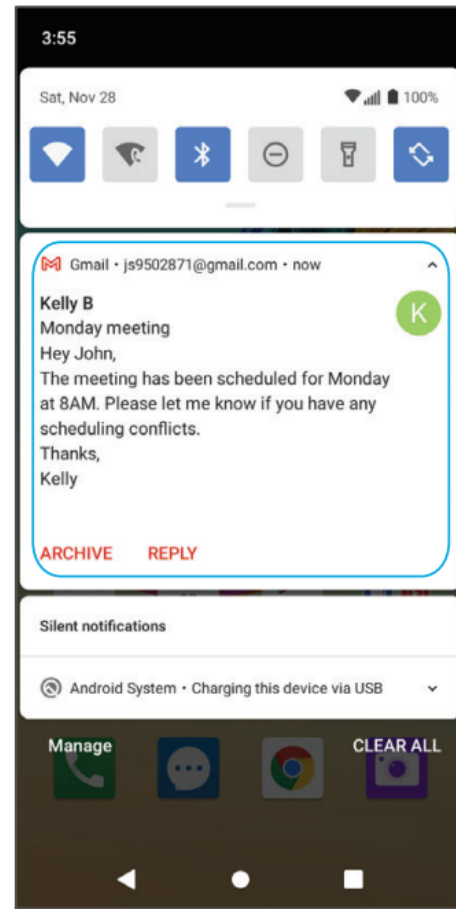 3:55
Sat, Nov 28 100%
Gmail • js9502871@gmail.com • now
Kelly B
K
Monday meeting
Hey John,
The meeting has been scheduled for Monday
at 8AM. Please let me know if you have any
scheduling conflicts.
Thanks,
Kelly
ARCHIVE REPLY
Silent notifications
Android System • Charging this device via USB
Manage CLEAR ALL